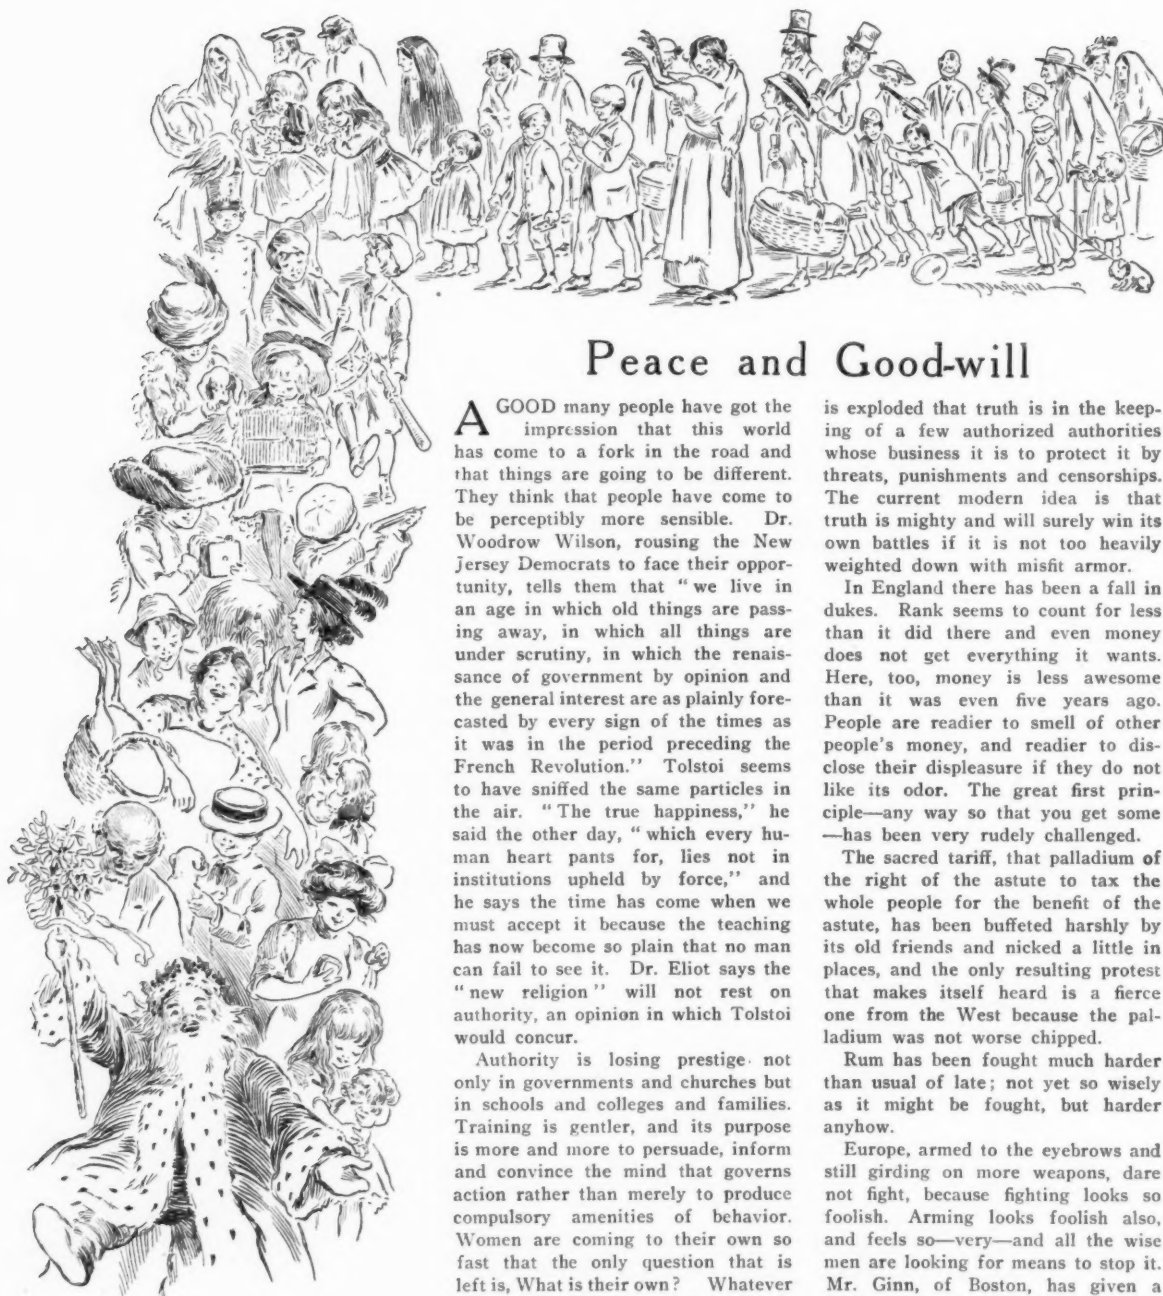 Peace and Good-will
A GOOD many people have got the
impression that this world
has come to a fork in the road and
that things are going to be different.
They think that people have come to
be perceptibly more sensible. Dr.
Woodrow Wilson, rousing the New
Jersey Democrats to face their oppor-
tunity, tells them that "we live in
an age in which old things are pass-
ing away, in which all things are
under scrutiny, in which the renais-
sance of government by opinion and
the general interest are as plainly fore-
casted by every sign of the times as
it was in the period preceding the
French Revolution." Tolstoi seems
to have sniffed the same particles in
the air. "The true happiness," he
said the other day, "which every hu-
man heart pants for, lies not in
institutions upheld by force," and
he says the time has come when we
must accept it because the teaching
has now become so plain that no man
can fail to see it. Dr. Eliot says the
"new religion" will not rest on
authority, an opinion in which Tolstoi
would concur.
Authority is losing prestige not
only in governments and churches but
in schools and colleges and families.
Training is gentler, and its purpose
is more and more to persuade, inform
and convince the mind that governs
action rather than merely to produce
compulsory amenities of behavior.
Women are coming to their own so
fast that the only question that is
left is, What is their own? Whatever
is exploded that truth is in the keep-
ing of a few authorized authorities
whose business it is to protect it by
threats, punishments and censorships.
The current modern idea is that
truth is mighty and will surely win its
own battles if it is not too heavily
weighted down with misfit armor.
In England there has been a fall in
dukes. Rank seems to count for less
than it did there and even money
does not get everything it wants.
Here, too, money is less awesome
than it was even five years ago.
People are readier to smell of other
people's money, and readier to dis-
close their displeasure if they do not
like its odor. The great first prin-
ciple—any way so that you get some
—has been very rudely challenged.
The sacred tariff, that palladium of
the right of the astute to tax the
whole people for the benefit of the
astute, has been buffeted harshly by
its old friends and nicked a little in
places, and the only resulting protest
that makes itself heard is a fierce
one from the West because the pal-
ladium was not worse chipped.
Rum has been fought much harder
than usual of late; not yet so wisely
as it might be fought, but harder
anyhow.
Europe, armed to the eyebrows and
still girding on more weapons, dare
not fight, because fighting looks so
foolish. Arming looks foolish also,
and feels so—very—and all the wise
men are looking for means to stop it.
Mr. Ginn, of Boston, has given a